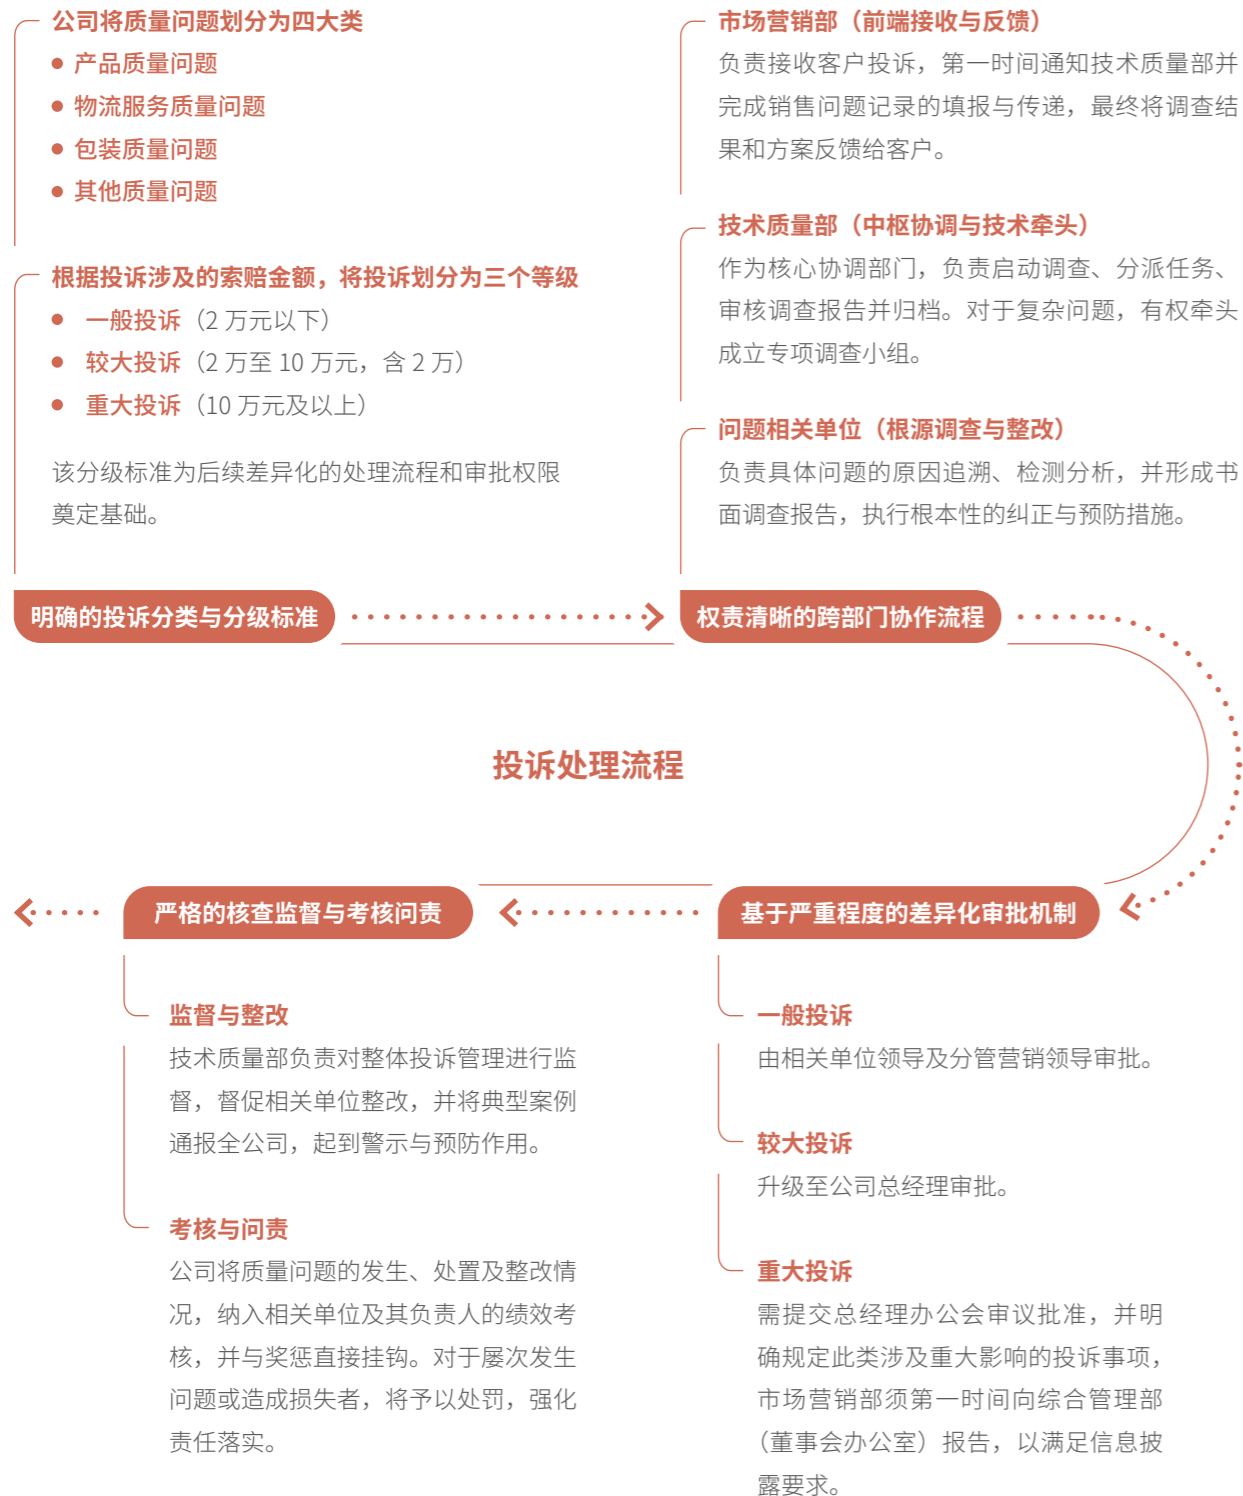 公司将质量问题划分为四大类
● 产品质量问题
● 物流服务质量问题
● 包装质量问题
● 其他质量问题
根据投诉涉及的索赔金额，将投诉划分为三个等级
● 一般投诉（2 万元以下）
● 较大投诉（2 万至 10 万元，含 2 万）
● 重大投诉（10 万元及以上）
该分级标准为后续差异化的处理流程和审批权限
奠定基础。
明确的投诉分类与分级标准
市场营销部（前端接收与反馈）
负责接收客户投诉，第一时间通知技术质量部并
完成销售问题记录的填报与传递，最终将调查结
果和方案反馈给客户。
技术质量部（中枢协调与技术牵头）
作为核心协调部门，负责启动调查、分派任务、
审核调查报告并归档。对于复杂问题，有权牵头
成立专项调查小组。
问题相关单位（根源调查与整改）
负责具体问题的原因追溯、检测分析，并形成书
面调查报告，执行根本性的纠正与预防措施。
权责清晰的跨部门协作流程
投诉处理流程
基于严重程度的差异化审批机制
一般投诉
由相关单位领导及分管营销领导审批。
较大投诉
升级至公司总经理审批。
重大投诉
需提交总经理办公会审议批准，并明
确规定此类涉及重大影响的投诉事项，
市场营销部须第一时间向综合管理部
（董事会办公室）报告，以满足信息披
露要求。
严格的核查监督与考核问责
监督与整改
技术质量部负责对整体投诉管理进行监
督，督促相关单位整改，并将典型案例
通报全公司，起到警示与预防作用。
考核与问责
公司将质量问题的发生、处置及整改情
况，纳入相关单位及其负责人的绩效考
核，并与奖惩直接挂钩。对于屡次发生
问题或造成损失者，将予以处罚，强化
责任落实。